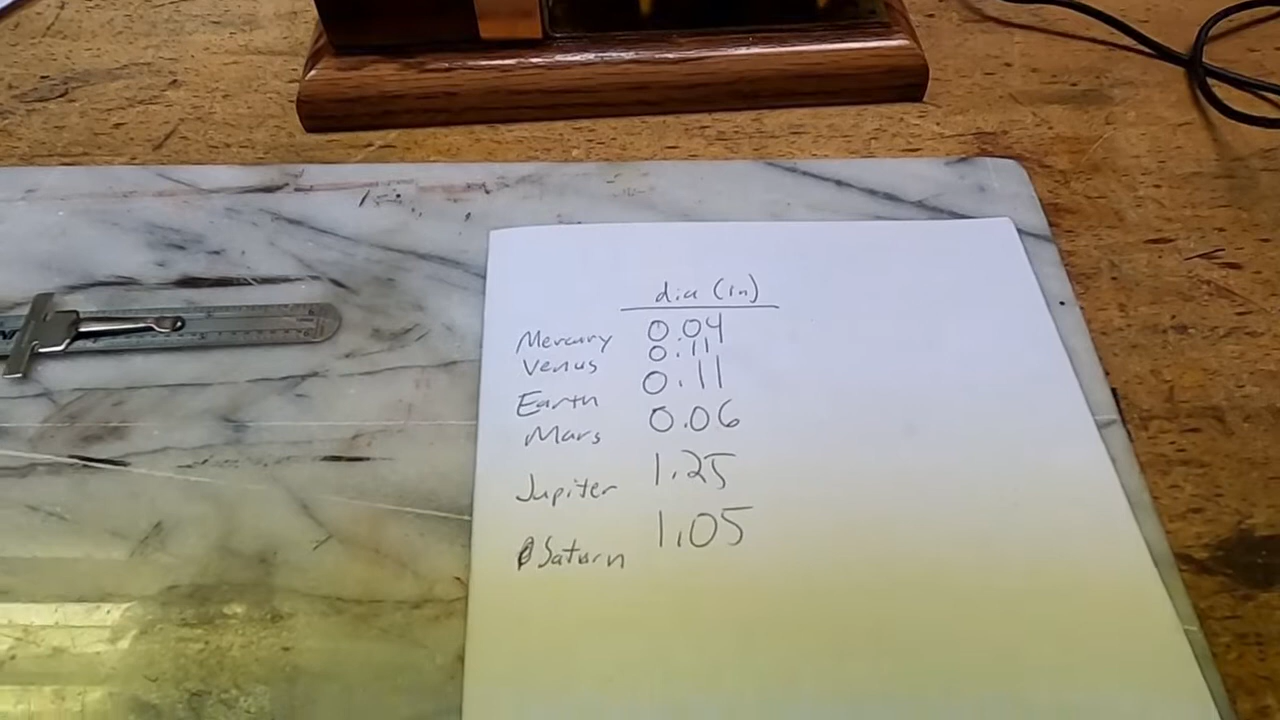 dia (in)
Mercury 0.04
Venus 0.11
Earth 0.11
Mars 0.06
Jupiter 1.25
Saturn 1.05